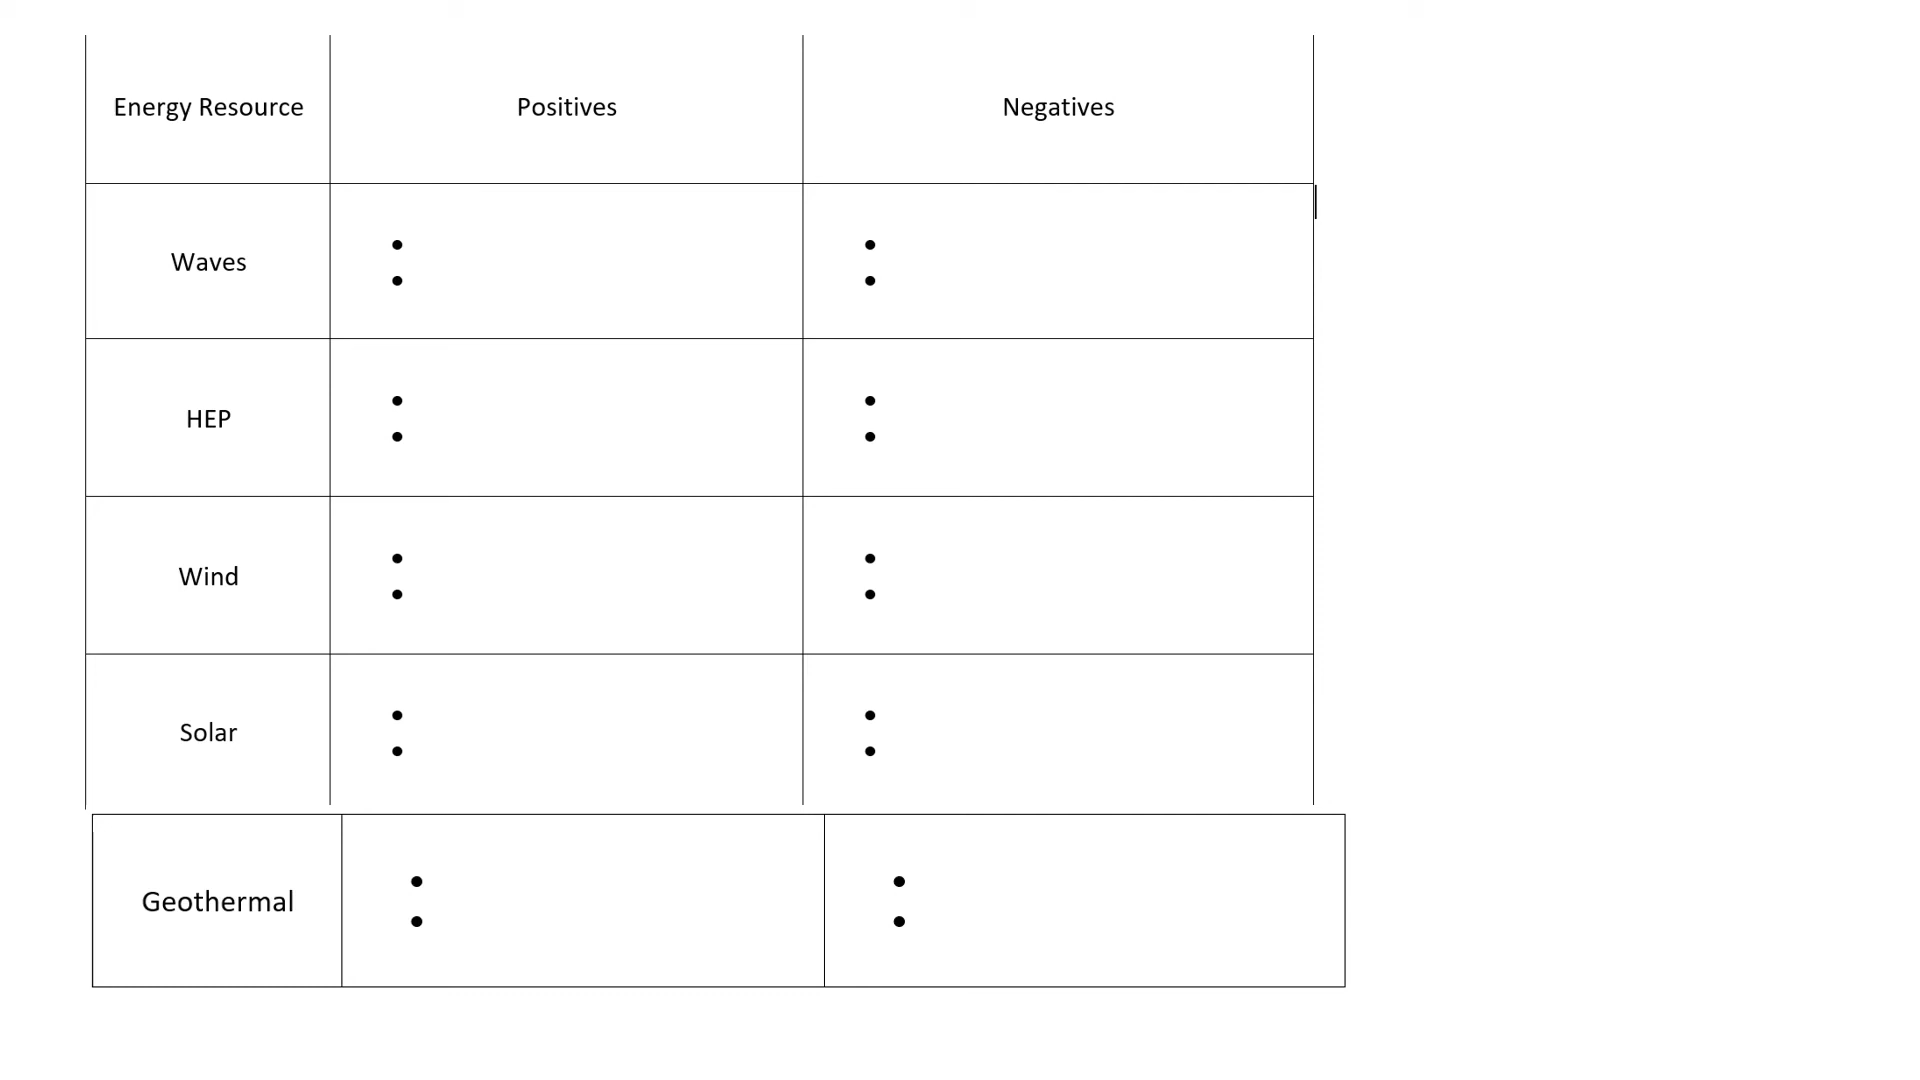 Energy Resource Positives Negatives
Waves
HEP
Wind
Solar
Geothermal